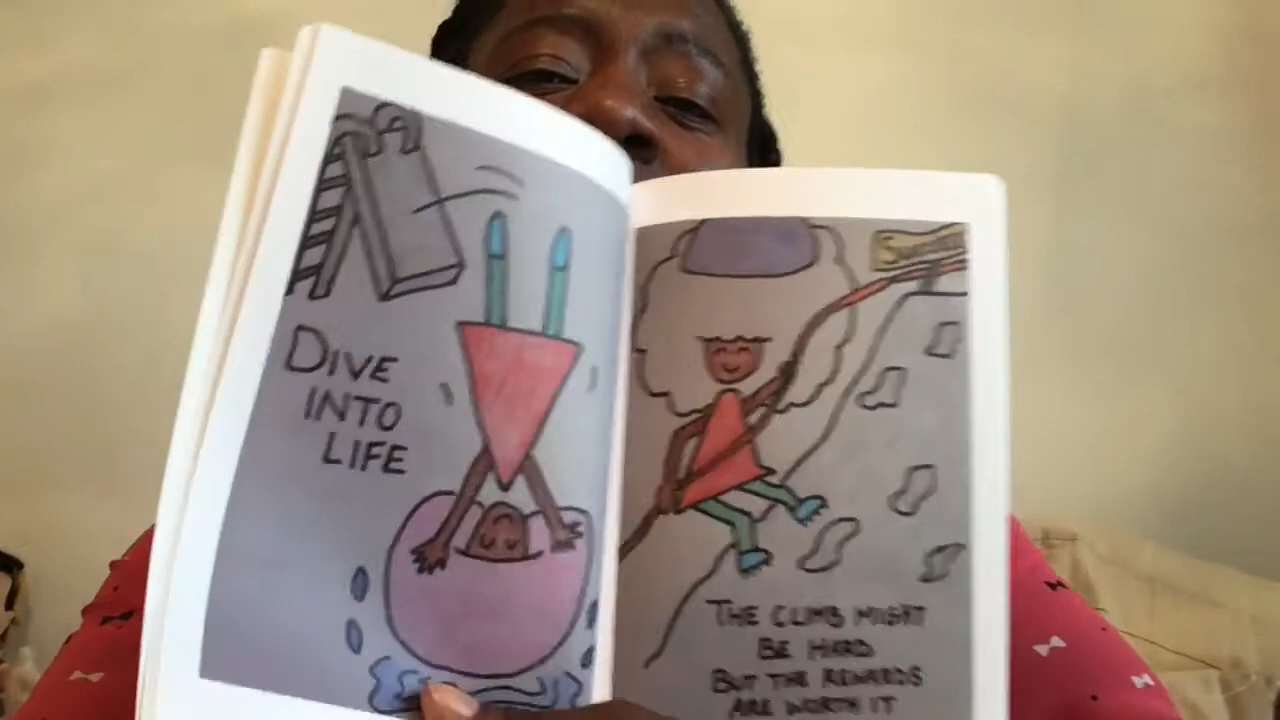 DIVE
INTO
LIFE
THE CLIMB MIGHT
BE HARD
BUT THE REWARDS
ARE WORTH IT